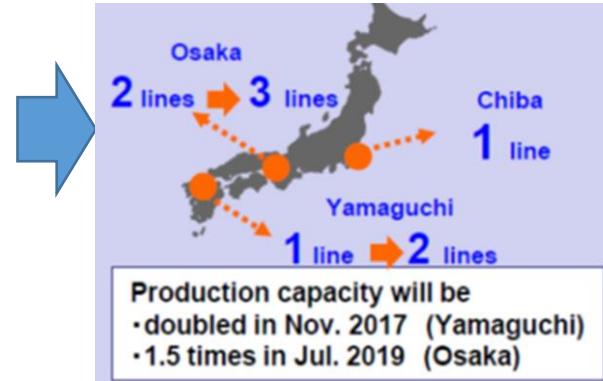 Osaka
2 lines 3 lines
Chiba
1 line
Yamaguchi
1 line 2 lines
Production capacity will be
・doubled in Nov. 2017 (Yamaguchi)
・1.5 times in Jul. 2019 (Osaka)